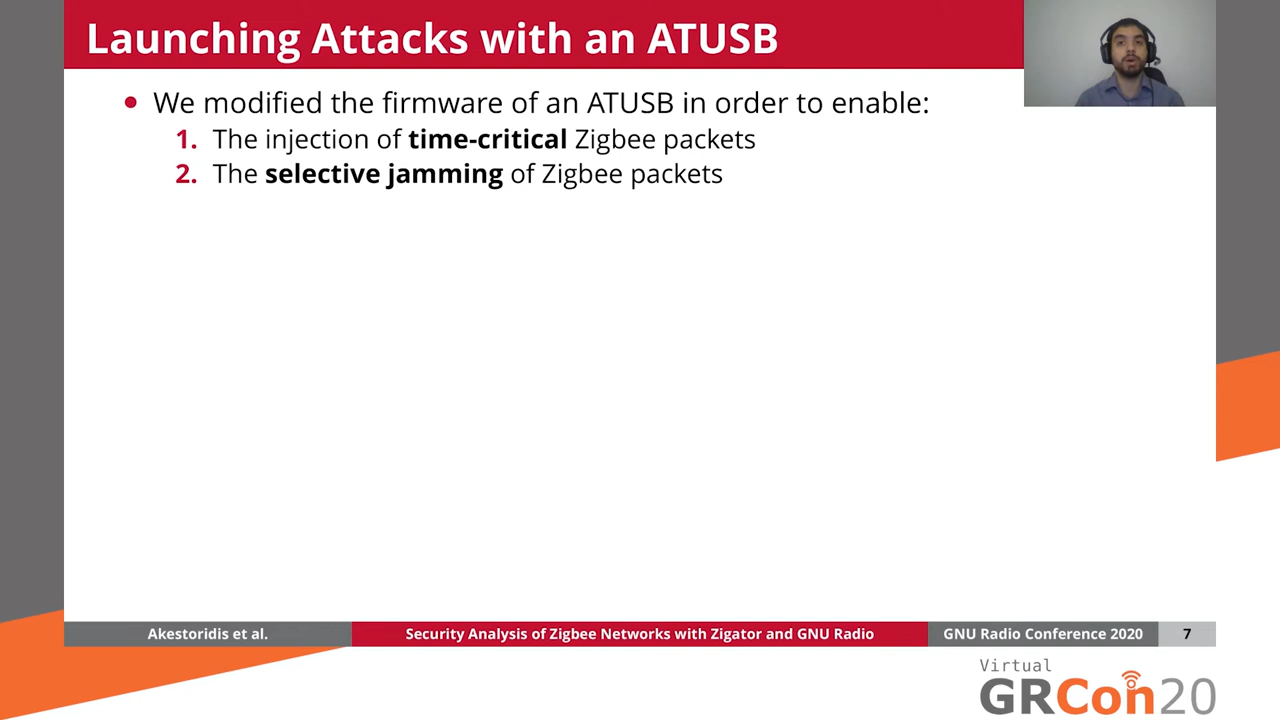 Launching Attacks with an ATUSB
• We modified the firmware of an ATUSB in order to enable:
1. The injection of time-critical Zigbee packets
2. The selective jamming of Zigbee packets
Akestoridis et al.
Security Analysis of Zigbee Networks with Zigator and GNU Radio
GNU Radio Conference 2020
7
Virtual
GRCon20